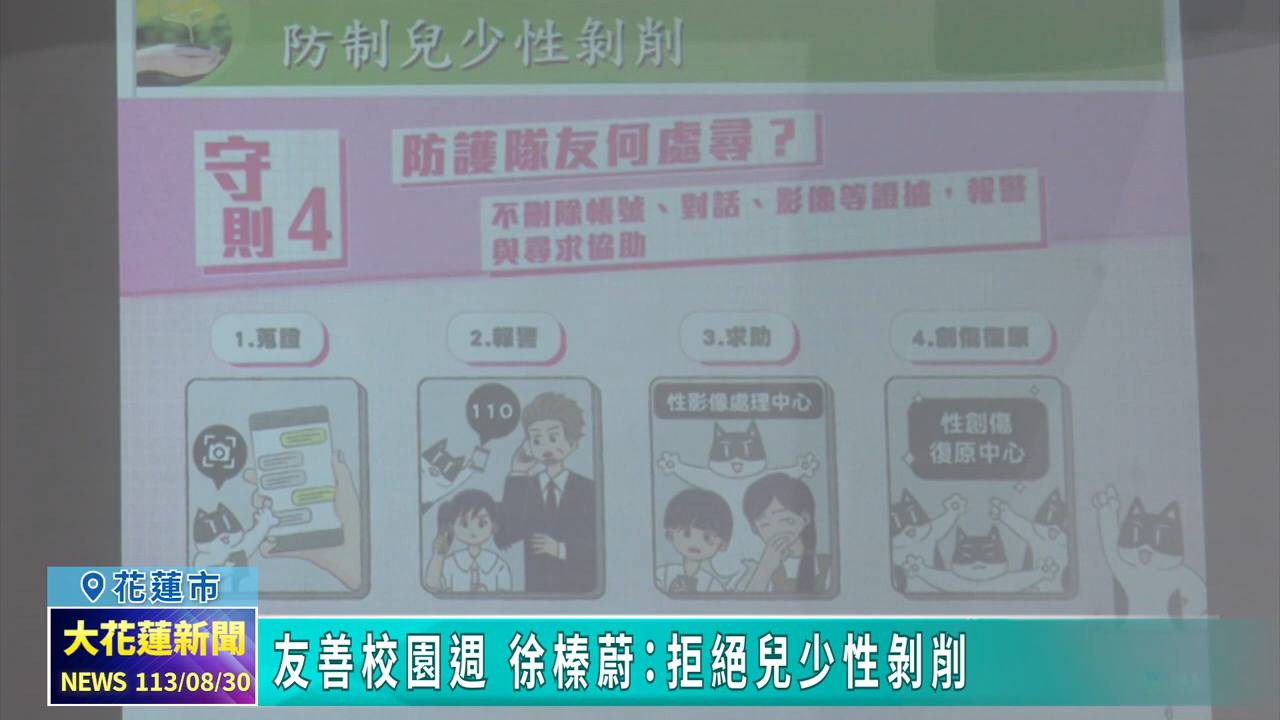 防制兒少性剝削
守則4
防護隊友何處尋？
不刪除帳號、對話、影像等證據，報警
與尋求協助
1.蒐證
2.報警
3.求助
4.創傷復原
110
性影像處理中心
性創傷
復原中心
花蓮市
大花蓮新聞
NEWS 113/08/30
友善校園週 徐榛蔚：拒絕兒少性剝削
6